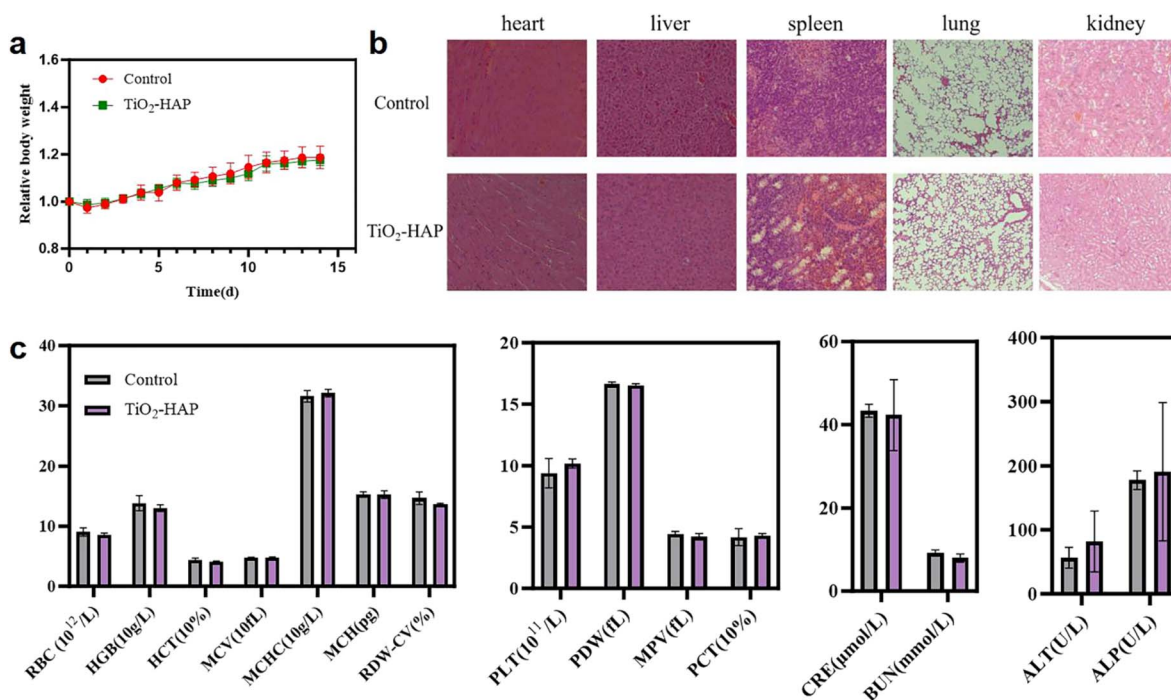 a
1.6
1.4
1.2
1.0
0.8
0
5
10
15
Relative body weight
Time(d)
Control
TiO₂-HAP
b
heart
liver
spleen
lung
kidney
Control
TiO₂-HAP
c
40
30
20
10
0
Control
TiO₂-HAP
RBC (10¹²/L)
HGB(10g/L)
HCT(10%)
MCV(10fL)
MCHC(10g/L)
MCH(pg)
RDW-CV(%)
20
15
10
5
0
PLT(10¹¹/L)
PDW(fL)
MPV(fL)
PCT(10%)
60
40
20
0
CRE(μmol/L)
BUN(mmol/L)
400
300
200
100
0
ALT(U/L)
ALP(U/L)